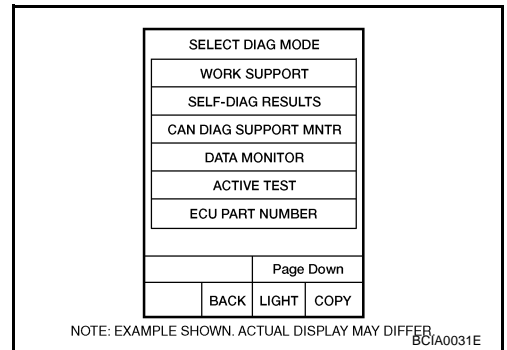 SELECT DIAG MODE
WORK SUPPORT
SELF-DIAG RESULTS
CAN DIAG SUPPORT MNTR
DATA MONITOR
ACTIVE TEST
ECU PART NUMBER
Page Down
BACK LIGHT COPY
NOTE: EXAMPLE SHOWN. ACTUAL DISPLAY MAY DIFFER.
BCIA0031E